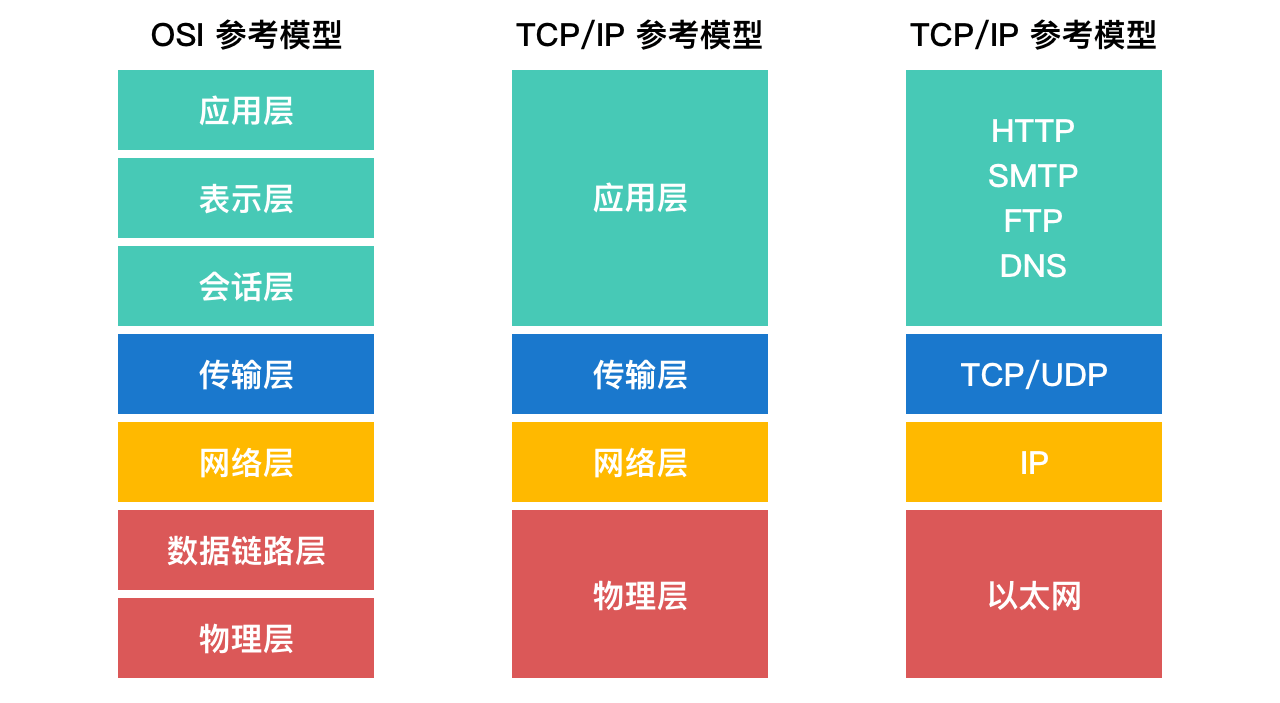 OSI 参考模型
应用层
表示层
会话层
传输层
网络层
数据链路层
物理层
TCP/IP 参考模型
应用层
传输层
网络层
物理层
TCP/IP 参考模型
HTTP
SMTP
FTP
DNS
TCP/UDP
IP
以太网